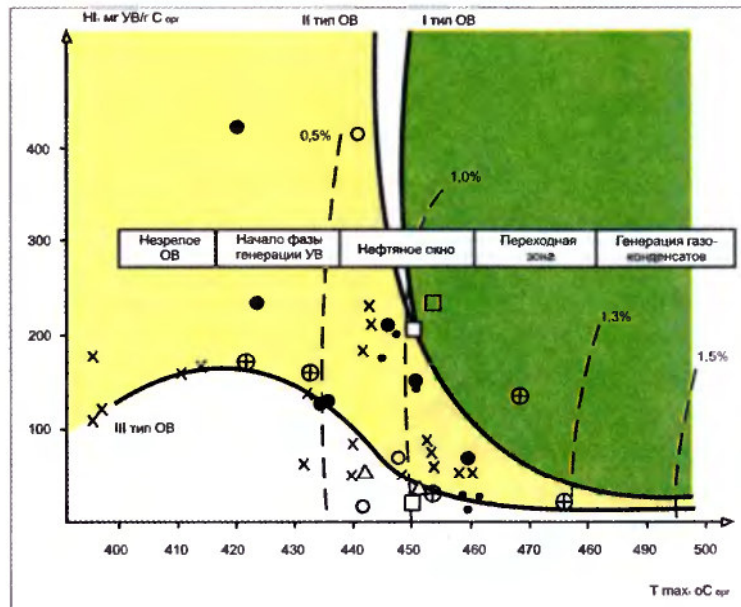 HI, мг УВ/г С орг
II тип ОВ
I тип ОВ
0,5%
1,0%
400
300
200
100
Незрелое
ОВ
Начало фазы
генерации УВ
Нефтяное окно
Переходная
зона
Генерация газо-
конденсатов
1,3%
1,5%
III тип ОВ
400
410
420
430
440
450
460
470
460
490
500
T max, оС орг